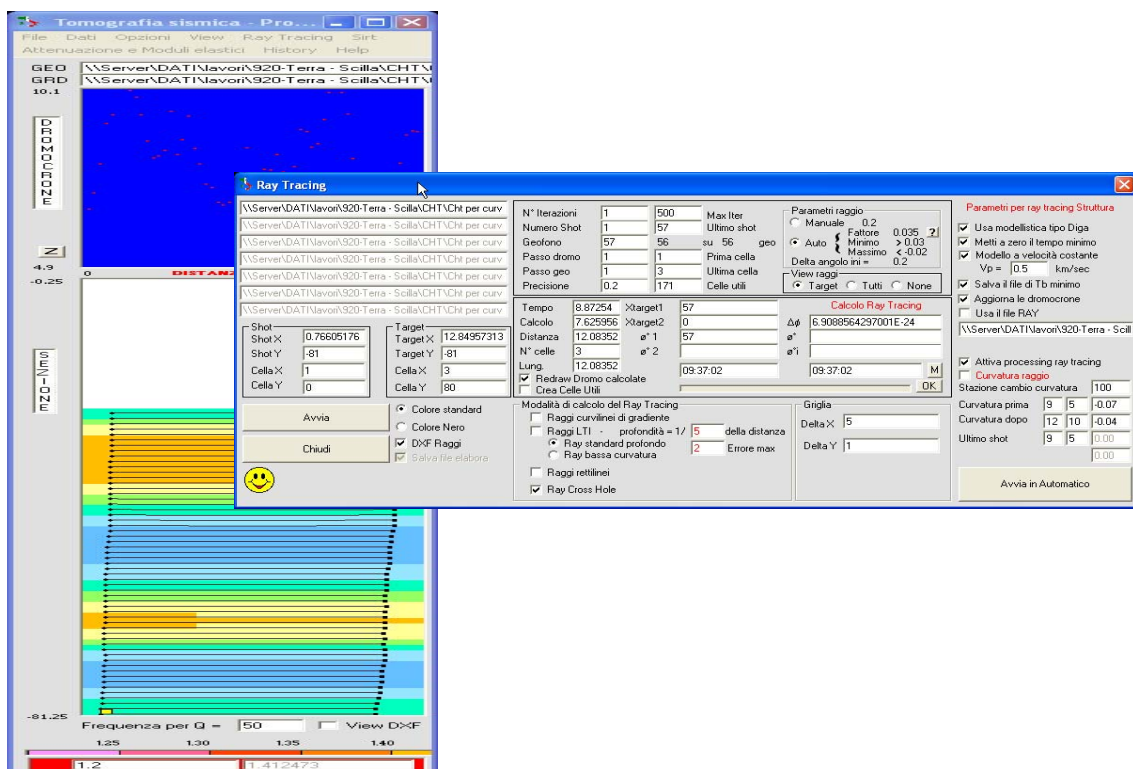 Tomografia sismica - Pro...
File Dati Opzioni View Ray Tracing Sirt
Attenuazione e Moduli elastici History Help
GEO \\Server\DATI\lavori\920-Terra - Scilla\CHT\
GRD \\Server\DATI\lavori\920-Terra - Scilla\CHT\
10.1
DROMOCRONE
Z
4.9
0 DISTANZ
-0.25
SEZIONE
-81.25
Frequenza per Q = 50 View DXF
1.25 1.30 1.35 1.40
1.2 1.412473
Ray Tracing
\\Server\DATI\lavori\920-Terra - Scilla\CHT\Cht per curv
\\Server\DATI\lavori\920-Terra - Scilla\CHT\Cht per curv
\\Server\DATI\lavori\920-Terra - Scilla\CHT\Cht per curv
\\Server\DATI\lavori\920-Terra - Scilla\CHT\Cht per curv
\\Server\DATI\lavori\920-Terra - Scilla\CHT\Cht per curv
\\Server\DATI\lavori\920-Terra - Scilla\CHT\Cht per curv
\\Server\DATI\lavori\920-Terra - Scilla\CHT\Cht per curv
Shot
Shot X 0.76605176
Shot Y -81
Cella X 1
Cella Y 0
Target
Target X 12.84957313
Target Y -81
Cella X 3
Cella Y 80
Avvia
Chiudi
Colore standard
Colore Nero
DXF Raggi
Salva file elabora
N° Iterazioni 1 500 Max Iter
Numero Shot 1 57 Ultimo shot
Geofono 57 56 su 56 geo
Passo dromo 1 1 Prima cella
Passo geo 1 3 Ultima cella
Precisione 0.2 171 Celle utili
Parametri raggio
Manuale 0.2
Auto
Fattore 0.035 ?
Minimo > 0.03
Massimo < -0.02
Delta angolo ini = 0.2
View raggi
Target Tutti None
Tempo 8.87254 Xtarget1 57 Calcolo Ray Tracing
Calcolo 7.625956 Xtarget2 0 Δø 6.9088564297001E-24
Distanza 12.08352 ø° 1 57 ø°
N° celle 3 ø° 2 ø°i
Lung. 12.08352 09:37:02 09:37:02 M
Redraw Dromo calcolate
Crea Celle Utili OK
Modalità di calcolo del Ray Tracing
Raggi curvilinei di gradiente
Raggi LTI - profondità = 1/ 5 della distanza
Ray standard profondo 2 Errore max
Ray bassa curvatura
Raggi rettilinei
Ray Cross Hole
Griglia
Delta X 5
Delta Y 1
Parametri per ray tracing Struttura
Usa modellistica tipo Diga
Metti a zero il tempo minimo
Modello a velocità costante
Vp = 0.5 km/sec
Salva il file di Tb minimo
Aggiorna le dromocrone
Usa il file RAY
\\Server\DATI\lavori\920-Terra - Scill
Attiva processing ray tracing
Curvatura raggio
Stazione cambio curvatura 100
Curvatura prima 9 5 -0.07
Curvatura dopo 12 10 -0.04
Ultimo shot 9 5 0.00
0.00
Avvia in Automatico